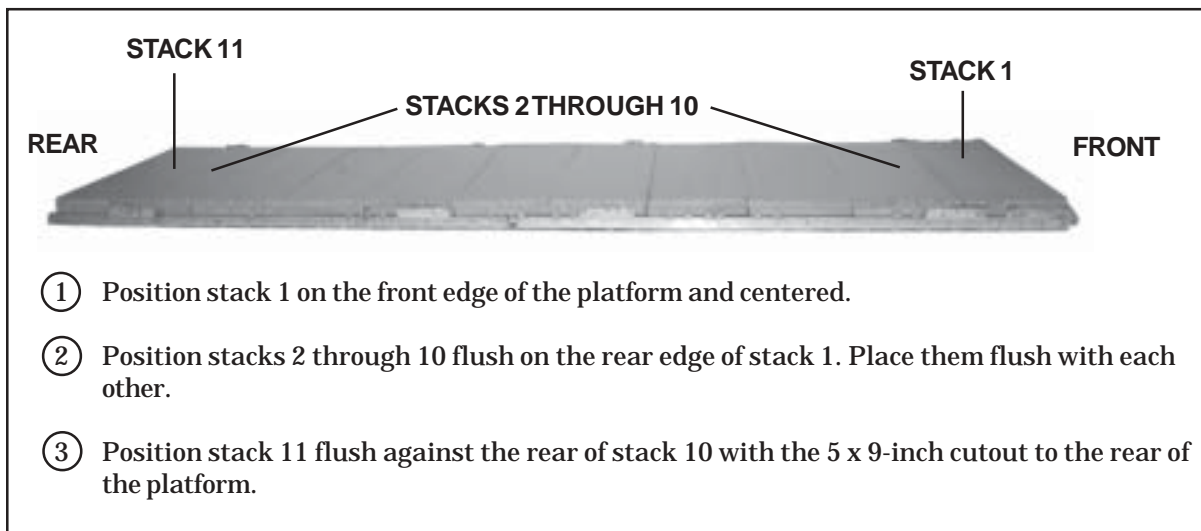 STACK 11
STACK 1
STACKS 2 THROUGH 10
REAR
FRONT
1 Position stack 1 on the front edge of the platform and centered.
2 Position stacks 2 through 10 flush on the rear edge of stack 1. Place them flush with each
other.
3 Position stack 11 flush against the rear of stack 10 with the 5 x 9-inch cutout to the rear of
the platform.